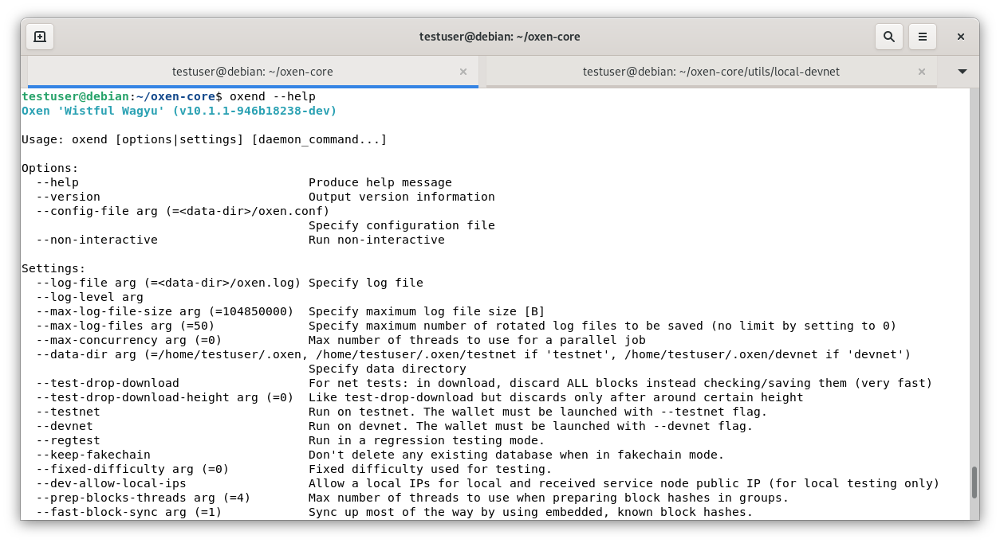 testuser@debian: ~/oxen-core
testuser@debian: ~/oxen-core
testuser@debian: ~/oxen-core/utils/local-devnet
testuser@debian:~/oxen-core$ oxend --help
Oxen 'Wistful Wagyu' (v10.1.1-946b18238-dev)
Usage: oxend [options|settings] [daemon_command...]
Options:
--help Produce help message
--version Output version information
--config-file arg (=<data-dir>/oxen.conf)
Specify configuration file
--non-interactive Run non-interactive
Settings:
--log-file arg (=<data-dir>/oxen.log) Specify log file
--log-level arg
--max-log-file-size arg (=104850000) Specify maximum log file size [B]
--max-log-files arg (=50) Specify maximum number of rotated log files to be saved (no limit by setting to 0)
--max-concurrency arg (=0) Max number of threads to use for a parallel job
--data-dir arg (=/home/testuser/.oxen, /home/testuser/.oxen/testnet if 'testnet', /home/testuser/.oxen/devnet if 'devnet')
Specify data directory
--test-drop-download For net tests: in download, discard ALL blocks instead checking/saving them (very fast)
--test-drop-download-height arg (=0) Like test-drop-download but discards only after around certain height
--testnet Run on testnet. The wallet must be launched with --testnet flag.
--devnet Run on devnet. The wallet must be launched with --devnet flag.
--regtest Run in a regression testing mode.
--keep-fakechain Don't delete any existing database when in fakechain mode.
--fixed-difficulty arg (=0) Fixed difficulty used for testing.
--dev-allow-local-ips Allow a local IPs for local and received service node public IP (for local testing only)
--prep-blocks-threads arg (=4) Max number of threads to use when preparing block hashes in groups.
--fast-block-sync arg (=1) Sync up most of the way by using embedded, known block hashes.